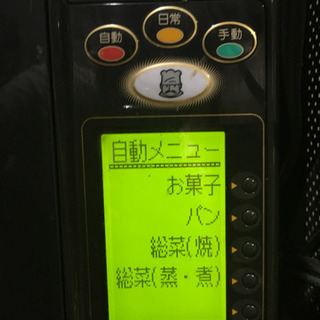 日常
自動
手動
自動メニュー
お菓子
パン
総菜(焼)
総菜(蒸・煮)